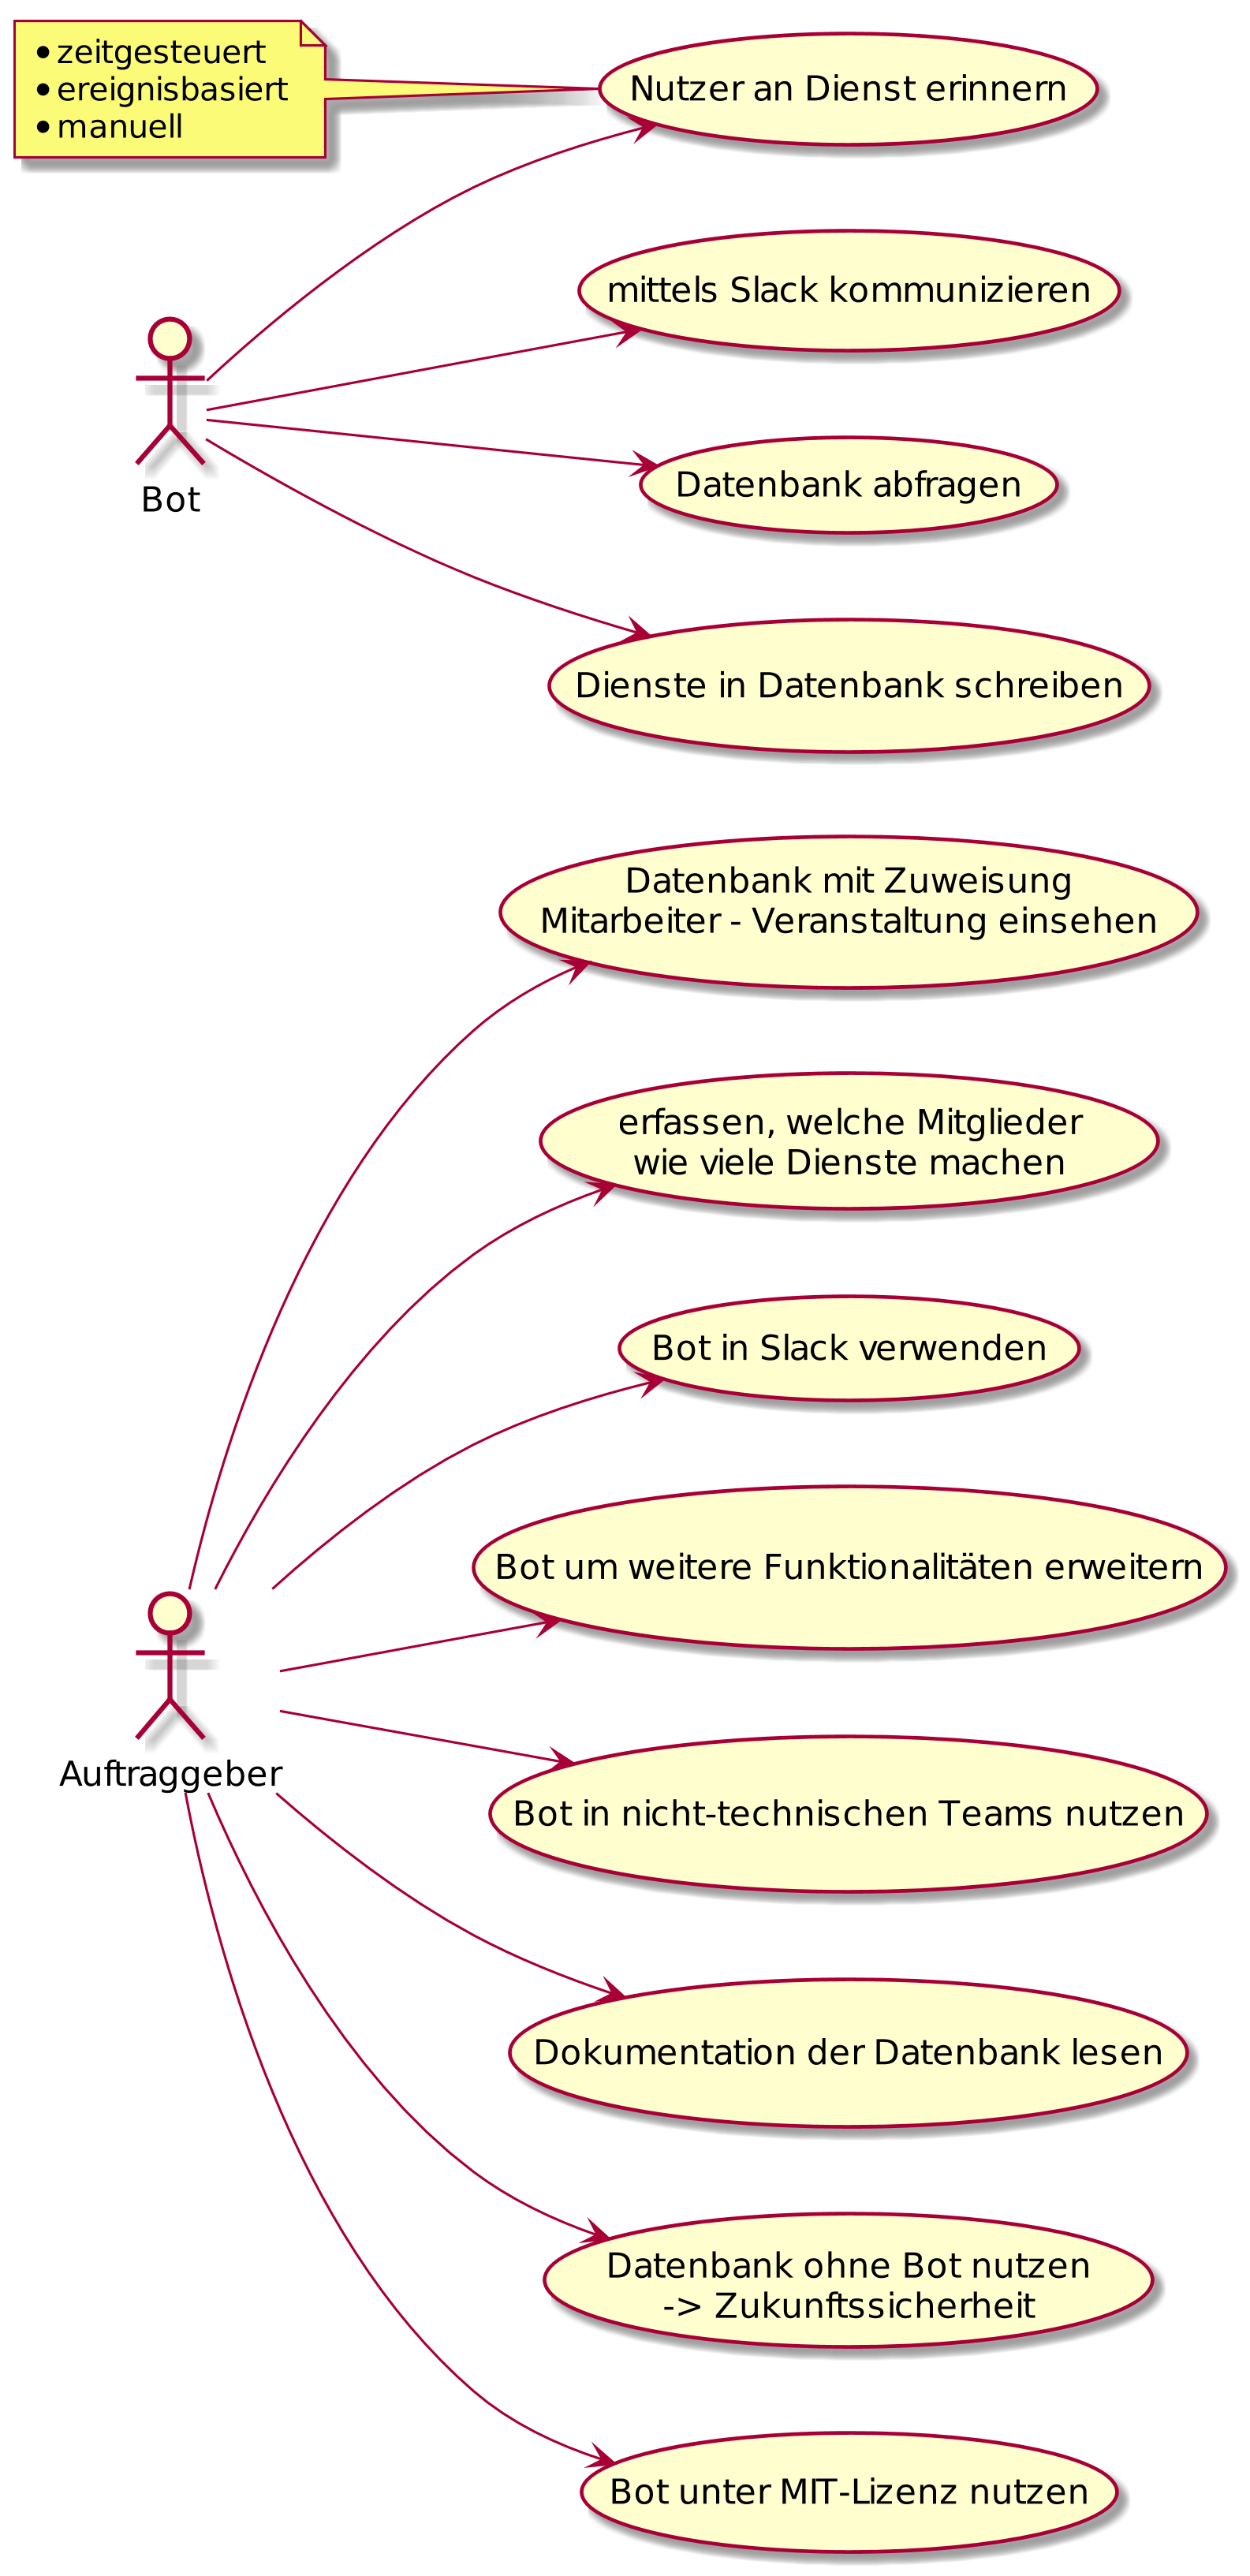 • zeitgesteuert
• ereignisbasiert
• manuell
Nutzer an Dienst erinnern
mittels Slack kommunizieren
Bot
Datenbank abfragen
Dienste in Datenbank schreiben
Datenbank mit Zuweisung
Mitarbeiter - Veranstaltung einsehen
erfassen, welche Mitglieder
wie viele Dienste machen
Bot in Slack verwenden
Bot um weitere Funktionalitäten erweitern
Auftraggeber
Bot in nicht-technischen Teams nutzen
Dokumentation der Datenbank lesen
Datenbank ohne Bot nutzen
-> Zukunftssicherheit
Bot unter MIT-Lizenz nutzen